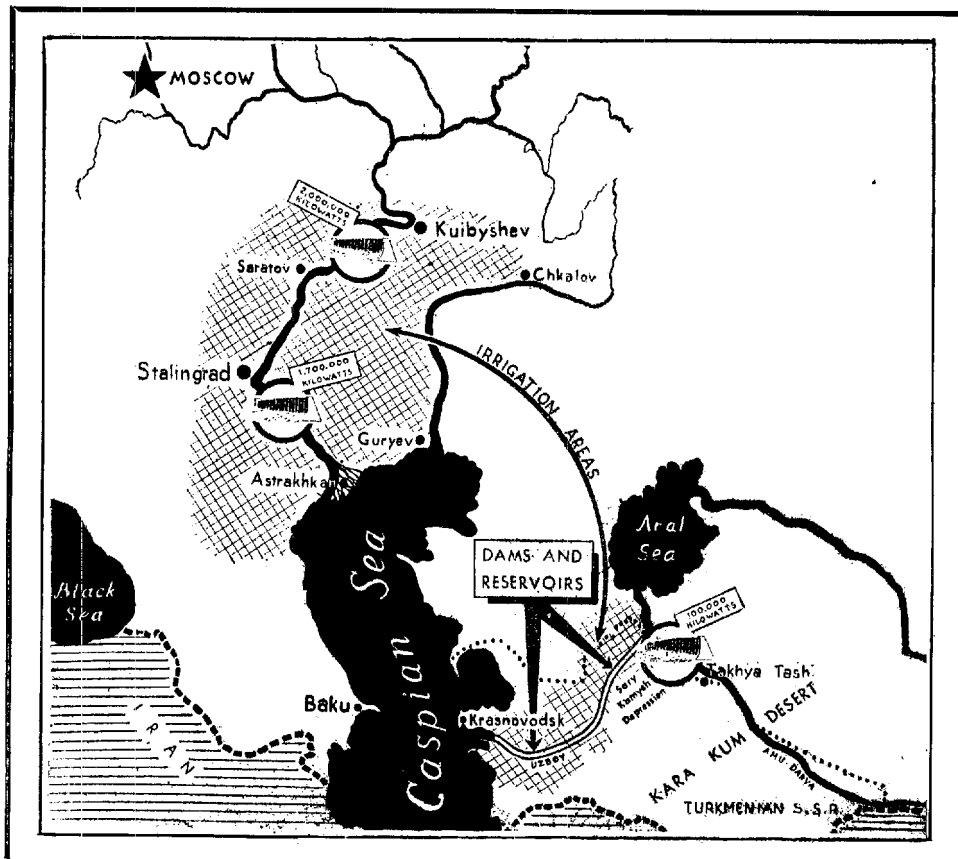 MOSCOW
2,000,000
KILOWATTS
Kuibyshev
Saratov
Chkalov
Stalingrad
1,700,000
KILOWATTS
IRRIGATION AREAS
Guryev
Astrakhkan
Aral
Sea
DAMS AND
RESERVOIRS
Black
Sea
Caspian Sea
100,000
KILOWATTS
Takhya Tash
Sary
Kamysh
Depression
Baku
Krasnovodsk
UZBOY
IRAN
KARA KUM DESERT
AMU-DARYA
TURKMENIAN S.S.R.